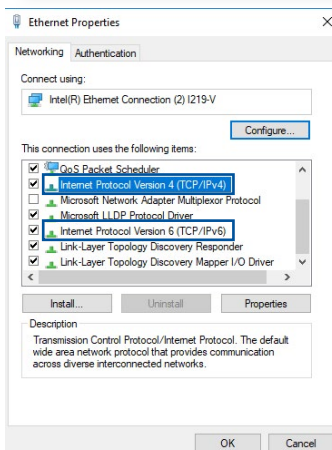 Ethernet Properties
Networking
Authentication
Connect using:
Intel(R) Ethernet Connection (2) I219-V
Configure...
This connection uses the following items:
QoS Packet Scheduler
Internet Protocol Version 4 (TCP/IPv4)
Microsoft Network Adapter Multiplexor Protocol
Microsoft LLDP Protocol Driver
Internet Protocol Version 6 (TCP/IPv6)
Link-Layer Topology Discovery Responder
Link-Layer Topology Discovery Mapper I/O Driver
Install...
Uninstall
Properties
Description
Transmission Control Protocol/Internet Protocol. The default
wide area network protocol that provides communication
across diverse interconnected networks.
OK
Cancel